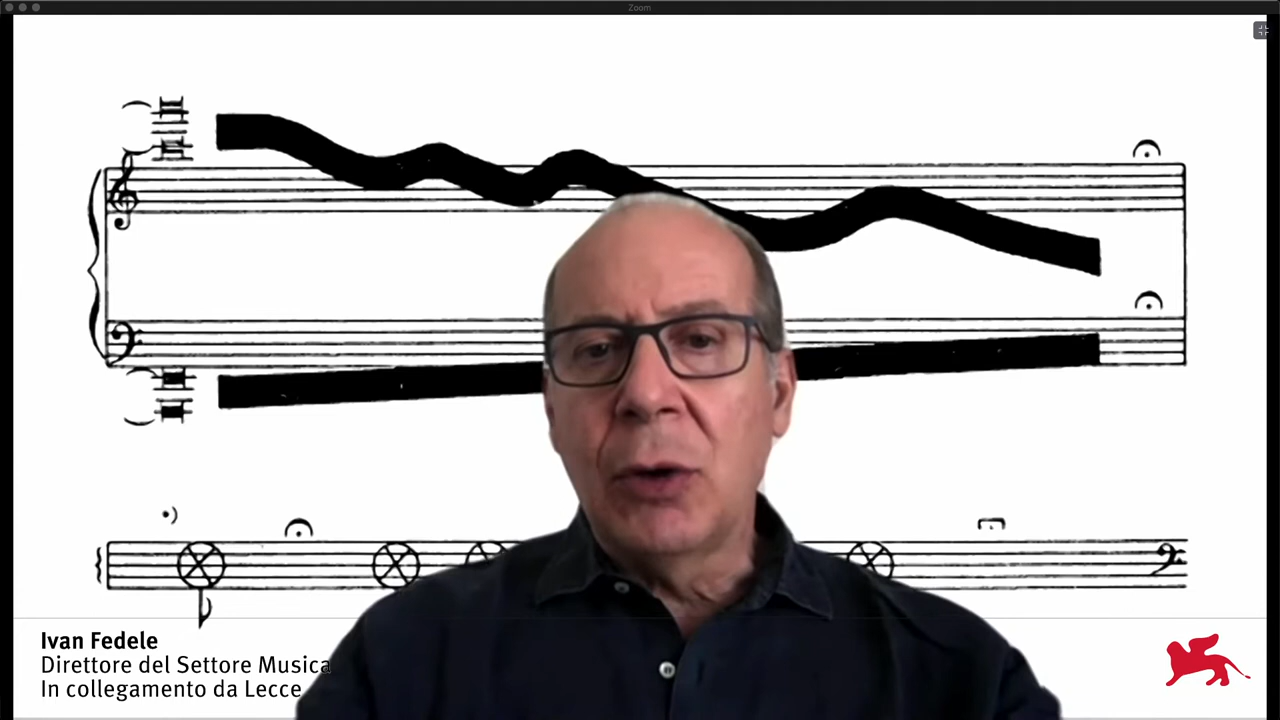 Zoom
Ivan Fedele
Direttore del Settore Musica
In collegamento da Lecce